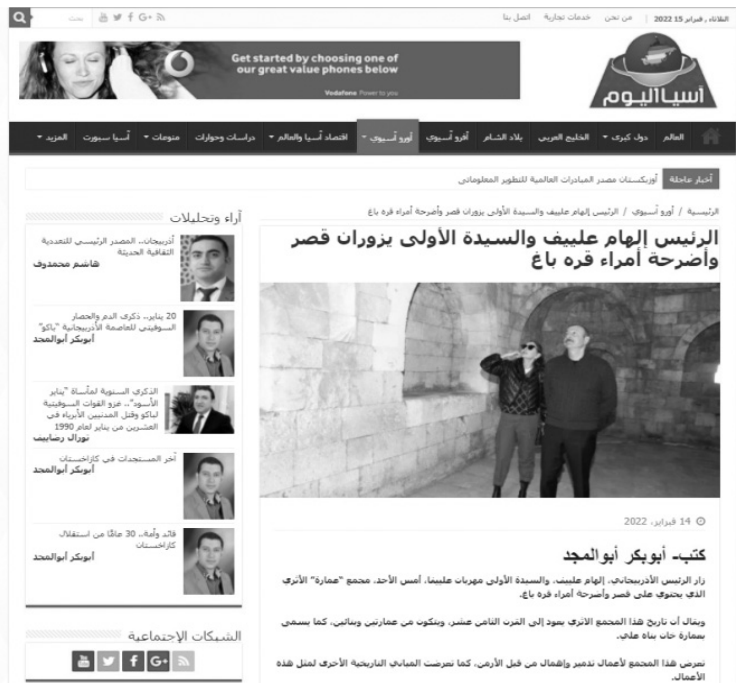 الثلاثاء , فبراير 15 2022
من نحن
خدمات تجارية
اتصل بنا
بحث
آسيا اليوم
Get started by choosing one of
our great value phones below
Vodafone Power to you
العالم
دول كبرى
الخليج العربي
بلاد الشام
أفرو آسيوي
أورو آسيوي
اقتصاد آسيا والعالم
دراسات وحوارات
منوعات
آسيا سبورت
المزيد
أخبار عاجلة
أوزبكستان مصدر المبادرات العالمية للتطوير المعلوماتي
الرئيسية / أورو آسيوي / الرئيس إلهام علييف والسيدة الأولى يزوران قصر وأضرحة أمراء قره باغ
الرئيس إلهام علييف والسيدة الأولى يزوران قصر
وأضرحة أمراء قره باغ
14 فبراير، 2022
كتب- أبوبكر أبوالمجد
زار الرئيس الأذربيجاني، إلهام علييف، والسيدة الأولى مهربان علييفا، أمس الأحد، مجمع "عمارة" الأثري
الذي يحتوي على قصر وأضرحة أمراء قره باغ.
ويقال أن تاريخ هذا المجمع الأثري يعود إلى القرن الثامن عشر، ويتكون من عمارتين وبنائين، كما يسمى
بعمارة خان بناه علي.
تعرض هذا المجمع لأعمال تدمير وإهمال من قبل الأرمن، كما تعرضت المباني التاريخية الأخرى لمثل هذه
الأعمال.
آراء وتحليلات
أذربيجان.. المصدر الرئيسي للتعددية
الثقافية الحديثة
هاشم محمدوف
20 يناير.. ذكرى الدم والحصار
السوفيتي للعاصمة الأذربيجانية "باكو"
أبوبكر أبوالمجد
الذكرى السنوية لمأساة "يناير
الأسود".. غزو القوات السوفيتية
لباكو وقتل المدنيين الأبرياء في
العشرين من يناير لعام 1990
تورال رضاييف
آخر المستجدات في كازاخستان
أبوبكر أبوالمجد
قائد وأمة.. 30 عامًا من استقلال
كازاخستان
أبوبكر أبوالمجد
الشبكات الإجتماعية